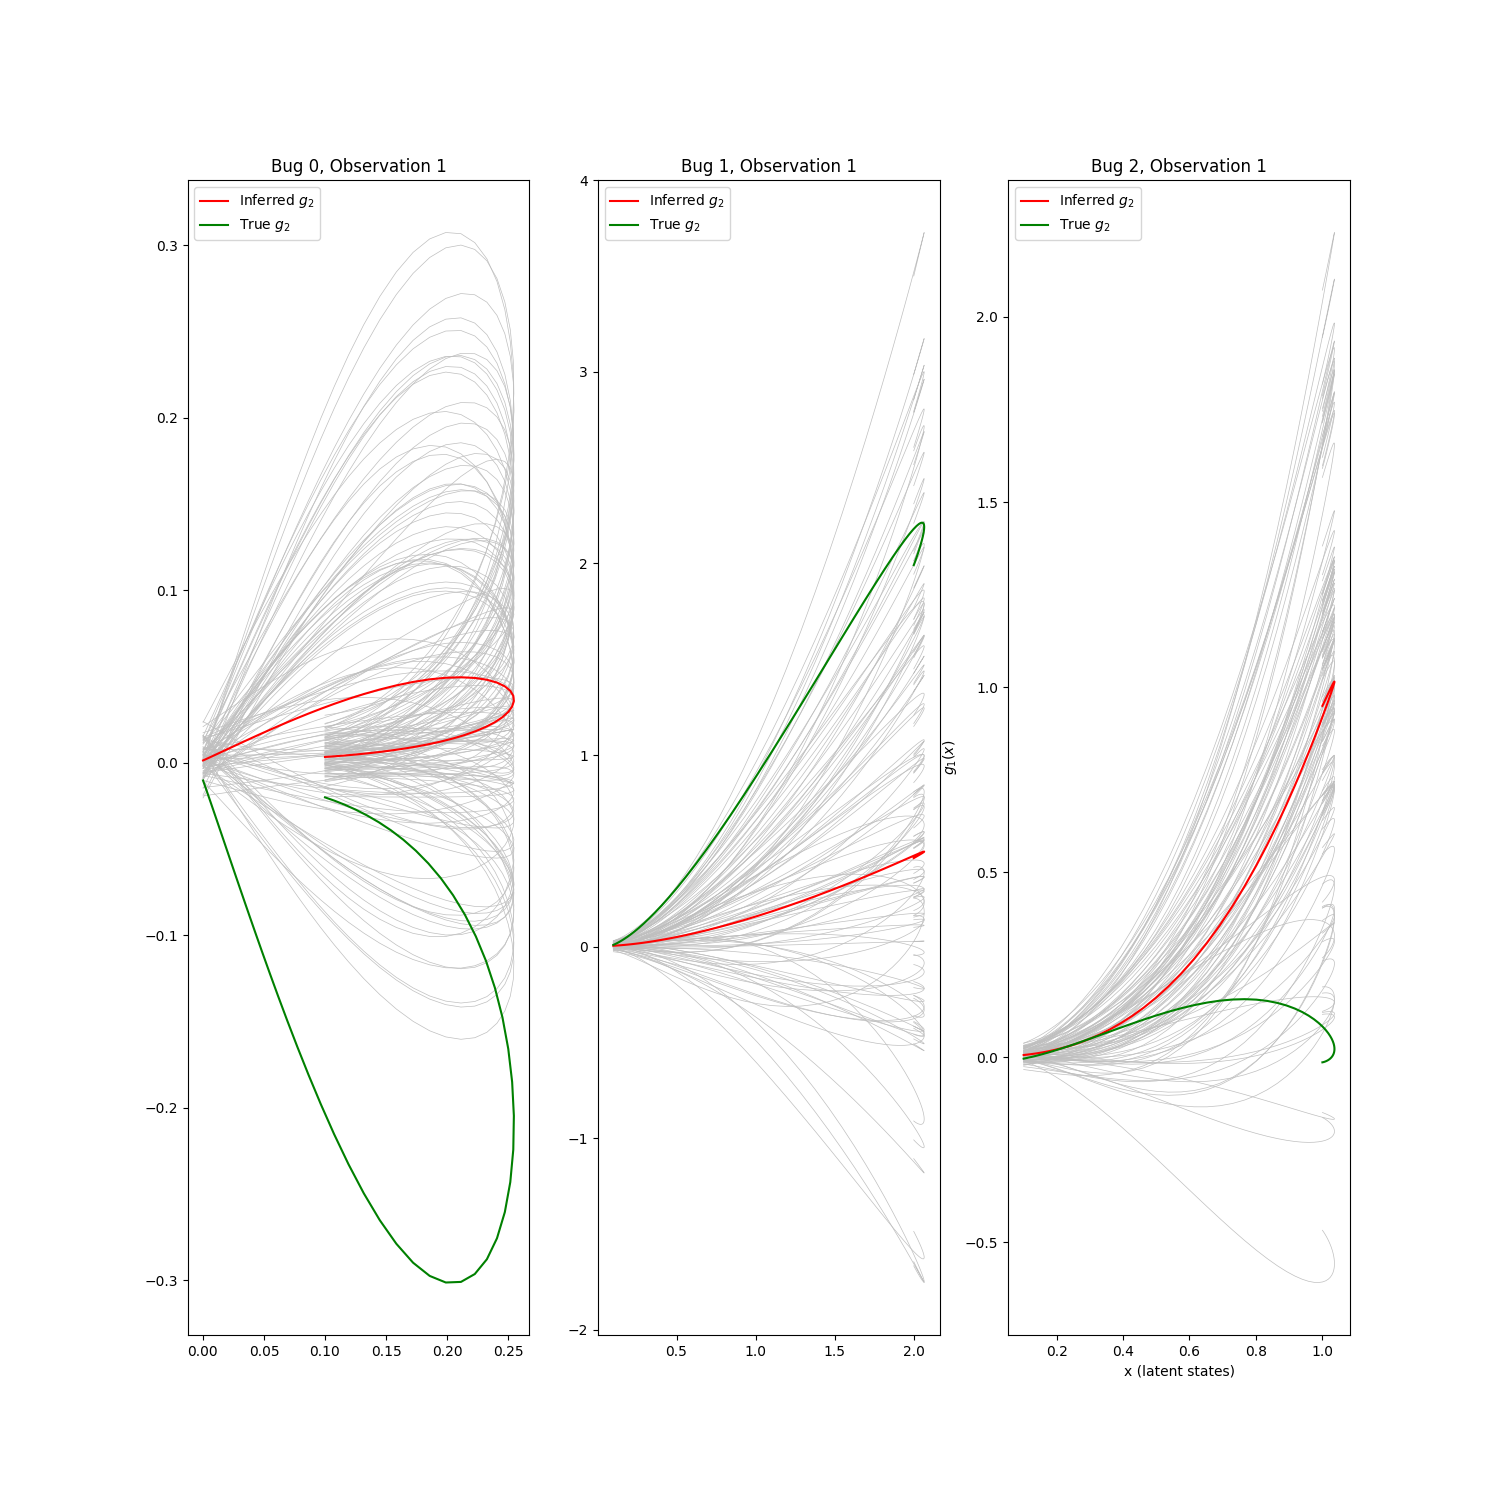 Bug 0, Observation 1
Inferred g₂
True g₂
0.3
0.2
0.1
0.0
−0.1
−0.2
−0.3
0.00 0.05 0.10 0.15 0.20 0.25
Bug 1, Observation 1
Inferred g₂
True g₂
4
3
2
1
0
−1
−2
0.5 1.0 1.5 2.0
Bug 2, Observation 1
Inferred g₂
True g₂
g₁(x)
2.0
1.5
1.0
0.5
0.0
−0.5
0.2 0.4 0.6 0.8 1.0
x (latent states)